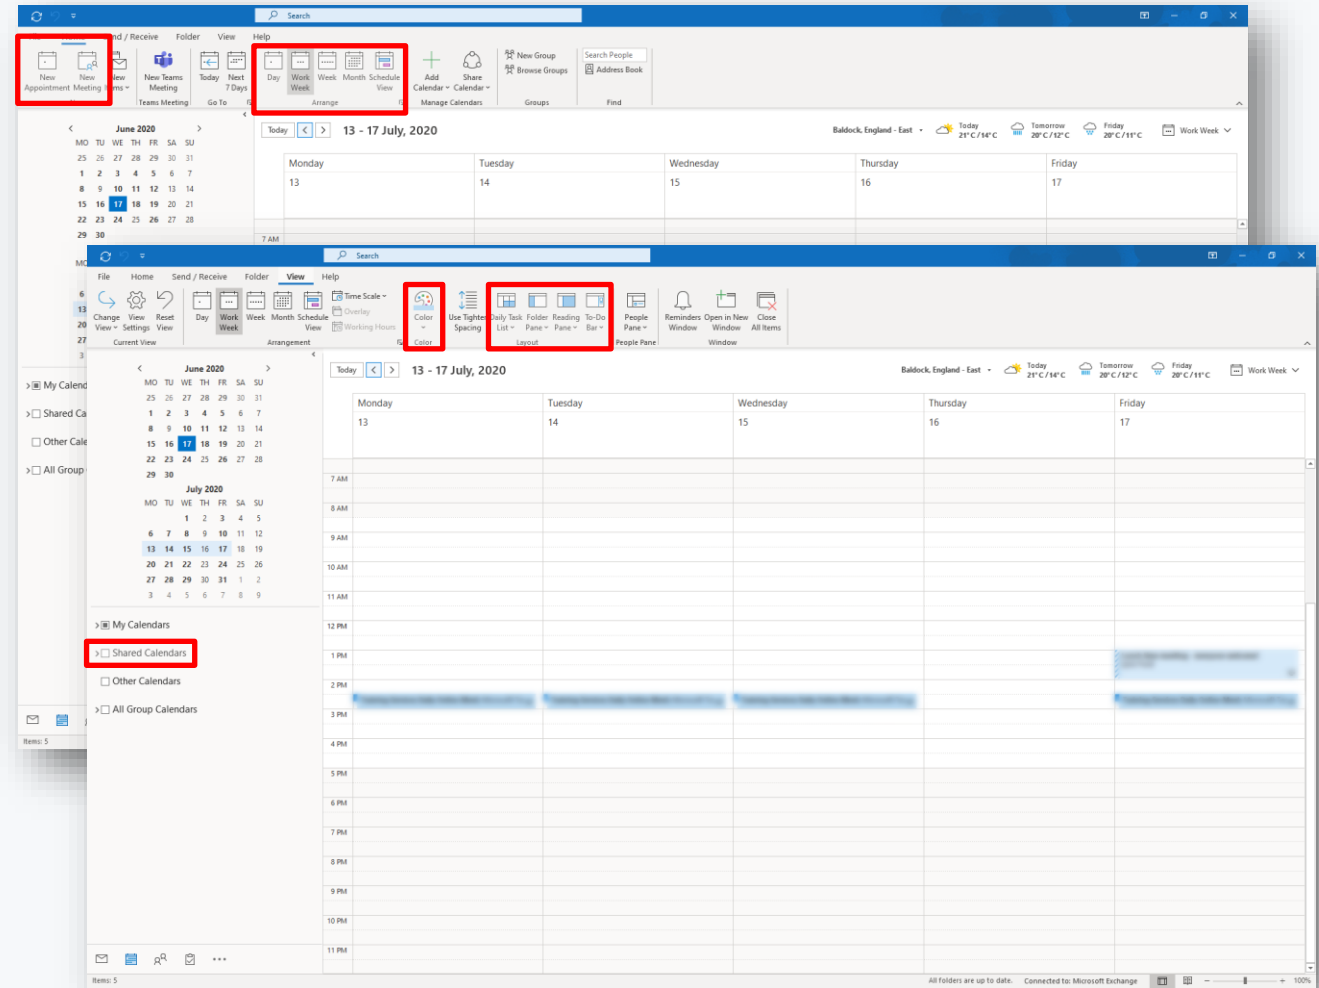 Search
Home Send / Receive Folder View Help
New Appointment New Meeting New Items New Teams Meeting Today Next 7 Days Day Work Week Week Month Schedule View Add Calendar Share Calendar New Group Browse Groups Search People Address Book
Teams Meeting Go To Arrange Manage Calendars Groups Find
June 2020
MO TU WE TH FR SA SU
25 26 27 28 29 30 31
1 2 3 4 5 6 7
8 9 10 11 12 13 14
15 16 17 18 19 20 21
22 23 24 25 26 27 28
29 30
MO
6
13
20
27
3
My Calend
Shared Ca
Other Cale
All Group
Items: 5
Today 13 - 17 July, 2020 Baldock, England - East Today 21°C/14°C Tomorrow 20°C/12°C Friday 20°C/11°C Work Week
Monday Tuesday Wednesday Thursday Friday
13 14 15 16 17
7 AM
Search
File Home Send / Receive Folder View Help
Change View View Settings Reset View Day Work Week Week Month Schedule View Time Scale Overlay Working Hours Color Use Tighter Spacing Daily Task List Folder Pane Reading Pane To-Do Bar People Pane Reminders Window Open in New Window Close All Items
Current View Arrangement Color Layout People Pane Window
June 2020
MO TU WE TH FR SA SU
25 26 27 28 29 30 31
1 2 3 4 5 6 7
8 9 10 11 12 13 14
15 16 17 18 19 20 21
22 23 24 25 26 27 28
29 30
July 2020
MO TU WE TH FR SA SU
1 2 3 4 5
6 7 8 9 10 11 12
13 14 15 16 17 18 19
20 21 22 23 24 25 26
27 28 29 30 31 1 2
3 4 5 6 7 8 9
My Calendars
Shared Calendars
Other Calendars
All Group Calendars
Today 13 - 17 July, 2020 Baldock, England - East Today 21°C/14°C Tomorrow 20°C/12°C Friday 20°C/11°C Work Week
Monday Tuesday Wednesday Thursday Friday
13 14 15 16 17
7 AM
8 AM
9 AM
10 AM
11 AM
12 PM
1 PM
2 PM
3 PM
4 PM
5 PM
6 PM
7 PM
8 PM
9 PM
10 PM
11 PM
Items: 5 All folders are up to date. Connected to: Microsoft Exchange 100%